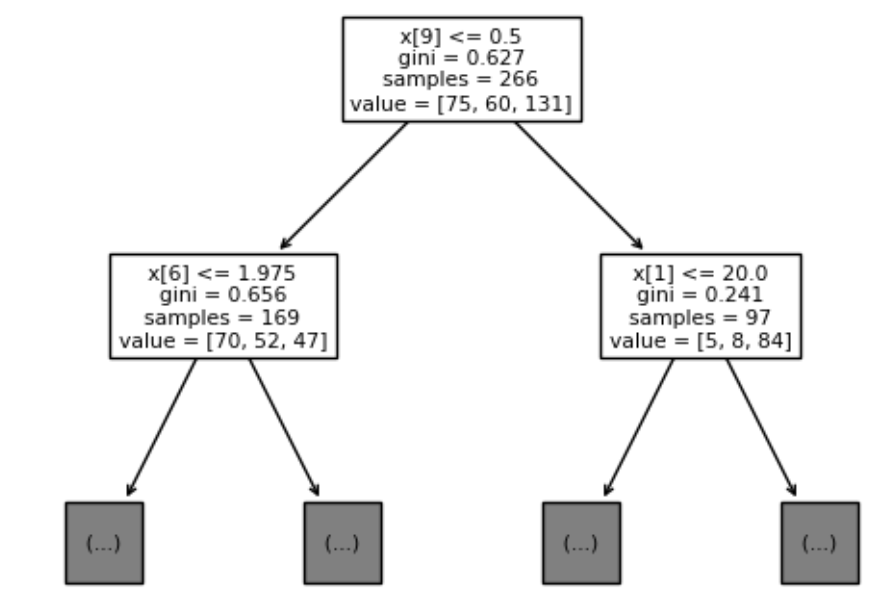 x[9] <= 0.5
gini = 0.627
samples = 266
value = [75, 60, 131]
x[6] <= 1.975
gini = 0.656
samples = 169
value = [70, 52, 47]
x[1] <= 20.0
gini = 0.241
samples = 97
value = [5, 8, 84]
(...)
(...)
(...)
(...)